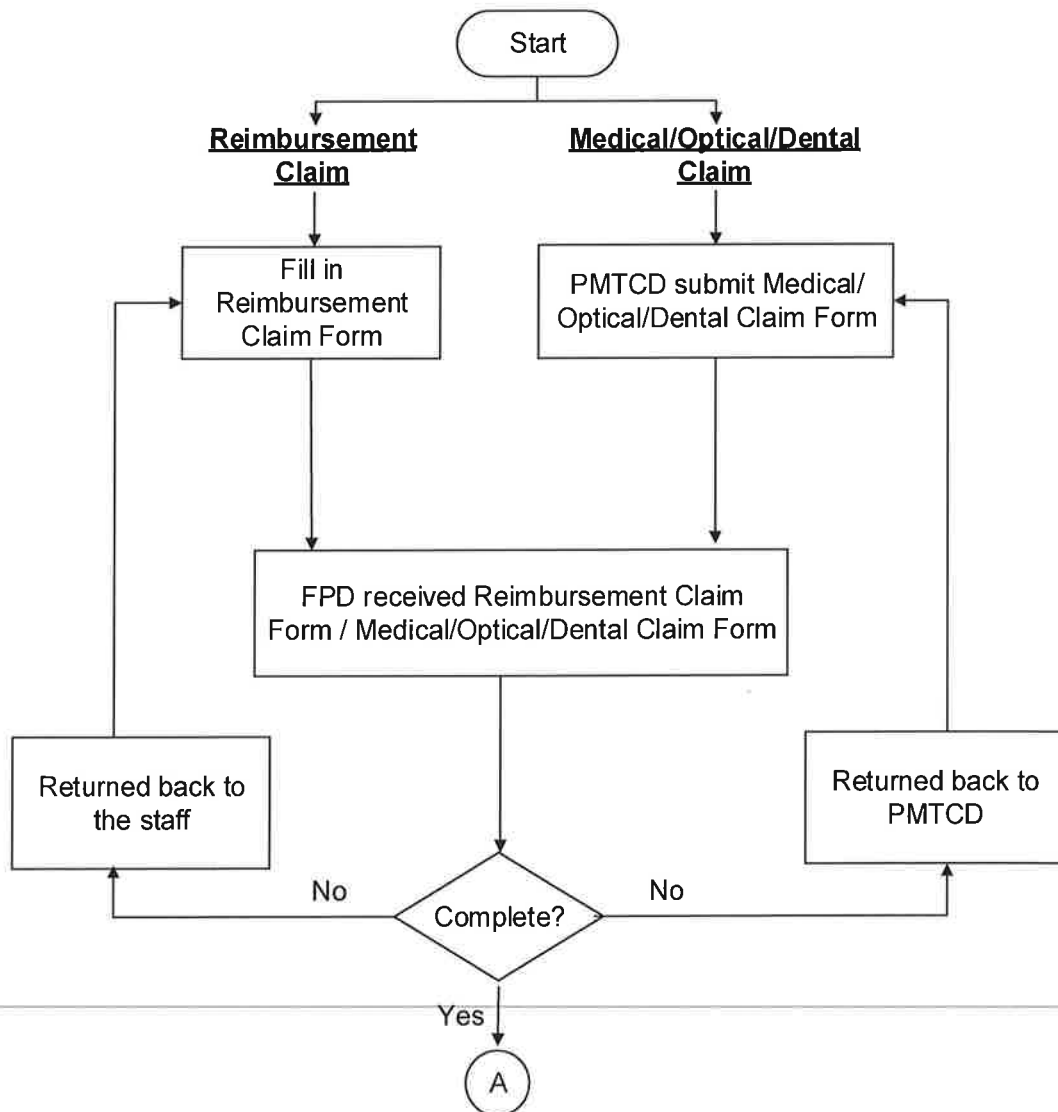 Start
Reimbursement
Claim
Medical/Optical/Dental
Claim
Fill in
Reimbursement
Claim Form
PMTCD submit Medical/
Optical/Dental Claim Form
FPD received Reimbursement Claim
Form / Medical/Optical/Dental Claim Form
Returned back to
the staff
Returned back to
PMTCD
No
Complete?
No
Yes
A